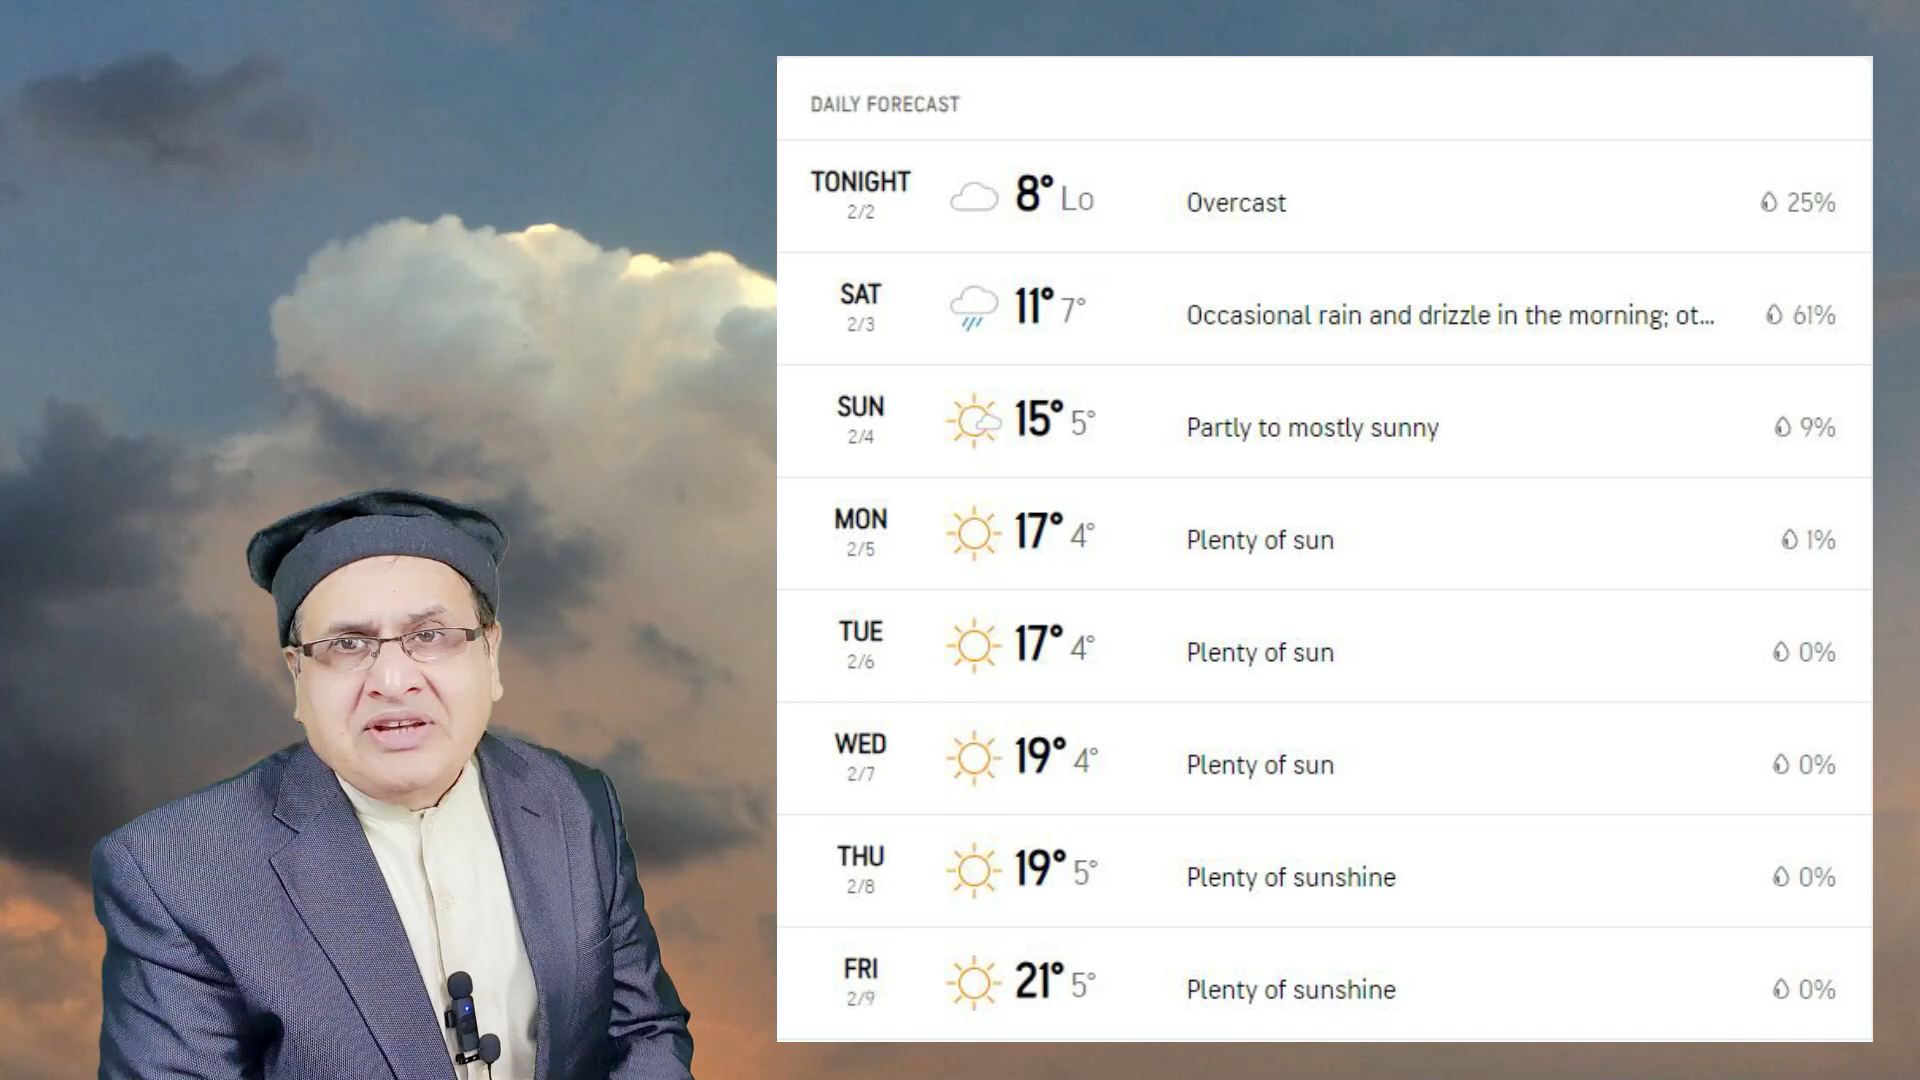 DAILY FORECAST
TONIGHT 8° Lo Overcast 25%
2/2
SAT 11° 7° Occasional rain and drizzle in the morning; ot... 61%
2/3
SUN 15° 5° Partly to mostly sunny 9%
2/4
MON 17° 4° Plenty of sun 1%
2/5
TUE 17° 4° Plenty of sun 0%
2/6
WED 19° 4° Plenty of sun 0%
2/7
THU 19° 5° Plenty of sunshine 0%
2/8
FRI 21° 5° Plenty of sunshine 0%
2/9